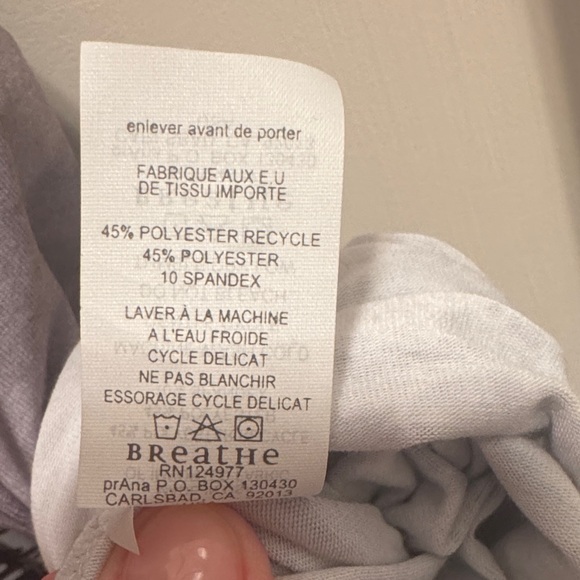 enlever avant de porter
FABRIQUE AUX E.U
DE TISSU IMPORTE
45% POLYESTER RECYCLE
45% POLYESTER
10 SPANDEX
LAVER À LA MACHINE
A L'EAU FROIDE
CYCLE DELICAT
NE PAS BLANCHIR
ESSORAGE CYCLE DELICAT
BReatHe
RN124977
prAna P.O. BOX 130430
CARLSBAD, CA 92013